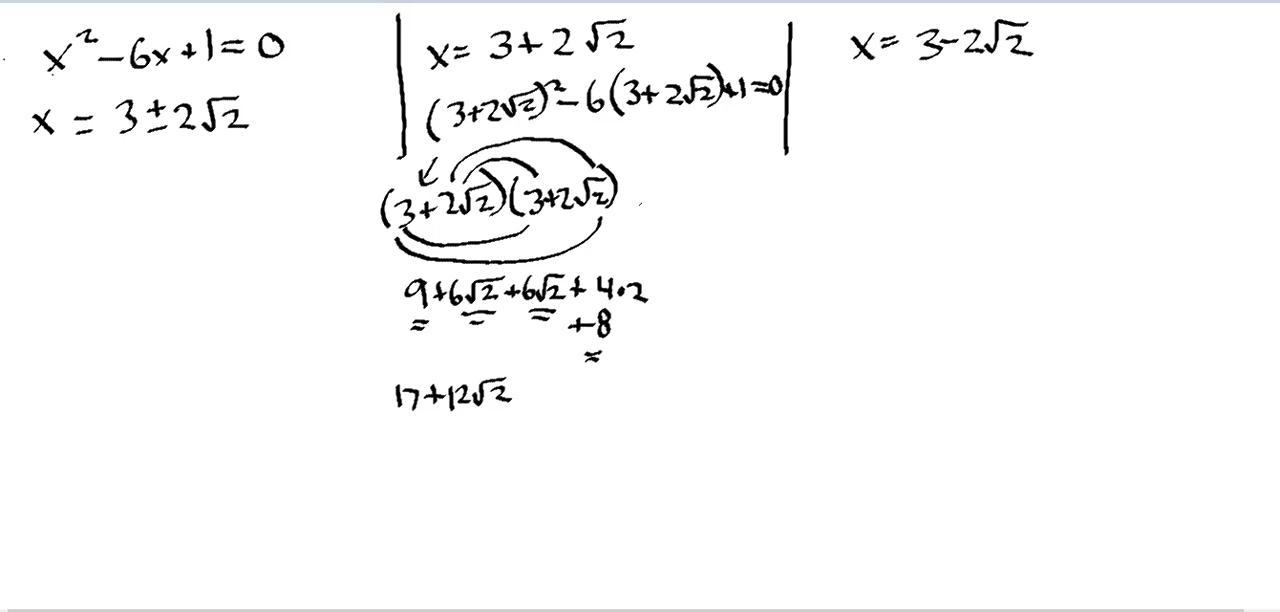 x² - 6x + 1 = 0
x = 3 ± 2√2
x = 3 + 2√2
(3+2√2)² - 6(3+2√2)+1=0
(3+2√2)(3+2√2)
9+6√2+6√2+4·2
+8
17+12√2
x = 3-2√2